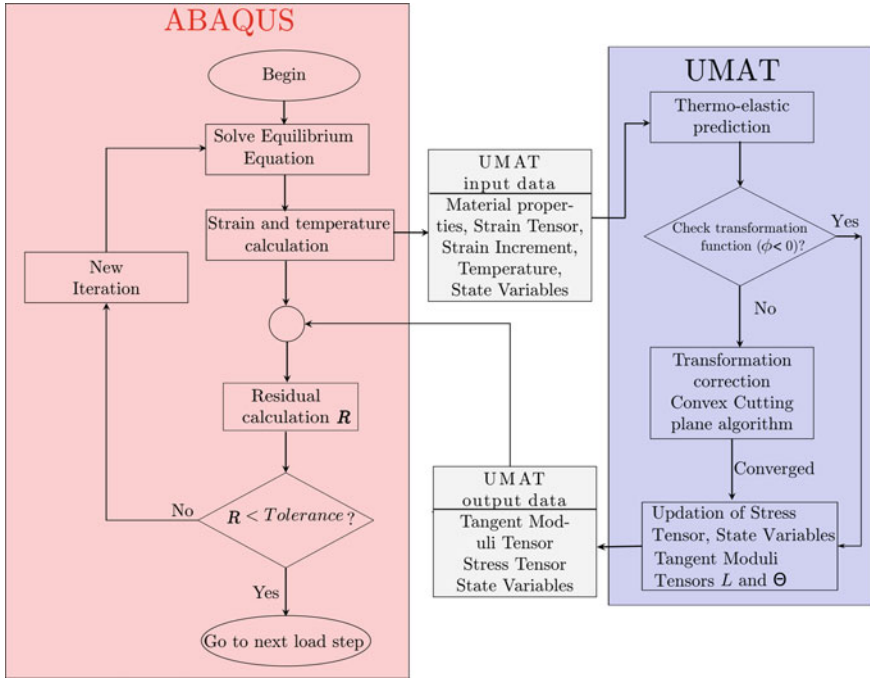 ABAQUS
Begin
Solve Equilibrium
Equation
Strain and temperature
calculation
New
Iteration
Residual
calculation R
R < Tolerance ?
No
Yes
Go to next load step
UMAT
input data
Material proper-
ties, Strain Tensor,
Strain Increment,
Temperature,
State Variables
UMAT
output data
Tangent Mod-
uli Tensor
Stress Tensor
State Variables
UMAT
Thermo-elastic
prediction
Check transformation
function (ϕ< 0)?
Yes
No
Transformation
correction
Convex Cutting
plane algorithm
Converged
Updation of Stress
Tensor, State Variables
Tangent Moduli
Tensors L and Θ